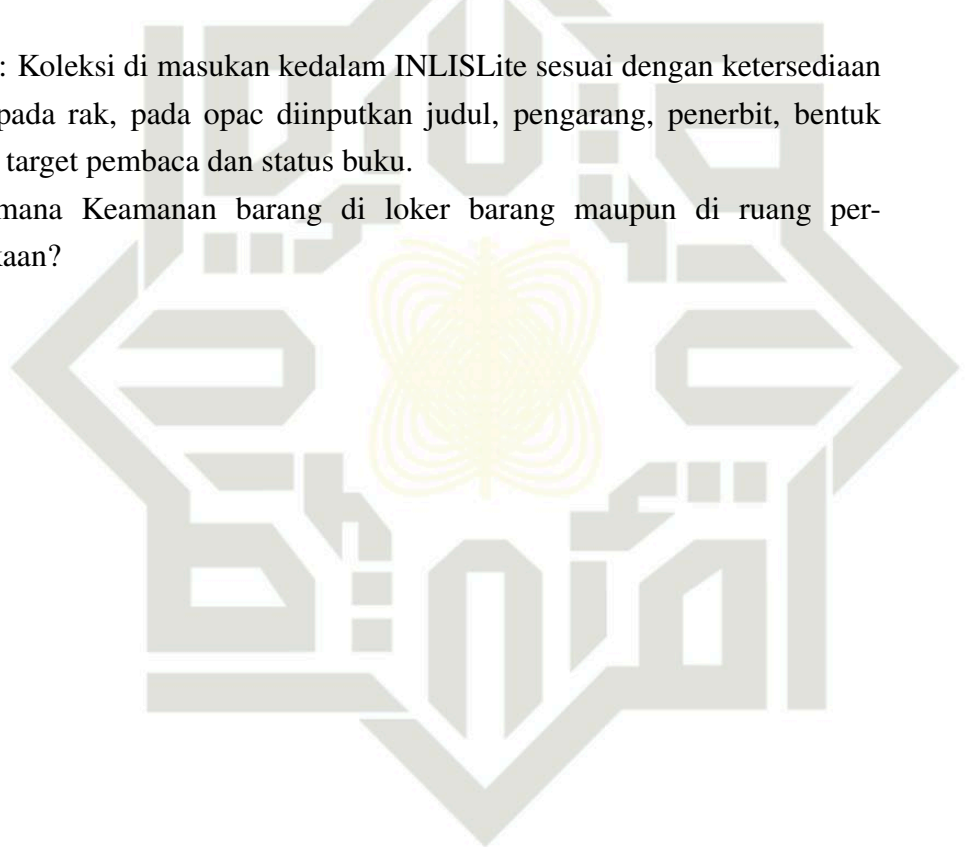 : Koleksi di masukan kedalam INLISLite sesuai dengan ketersediaan
pada rak, pada opac diinputkan judul, pengarang, penerbit, bentuk
target pembaca dan status buku.
mana Keamanan barang di loker barang maupun di ruang per-
kaan?